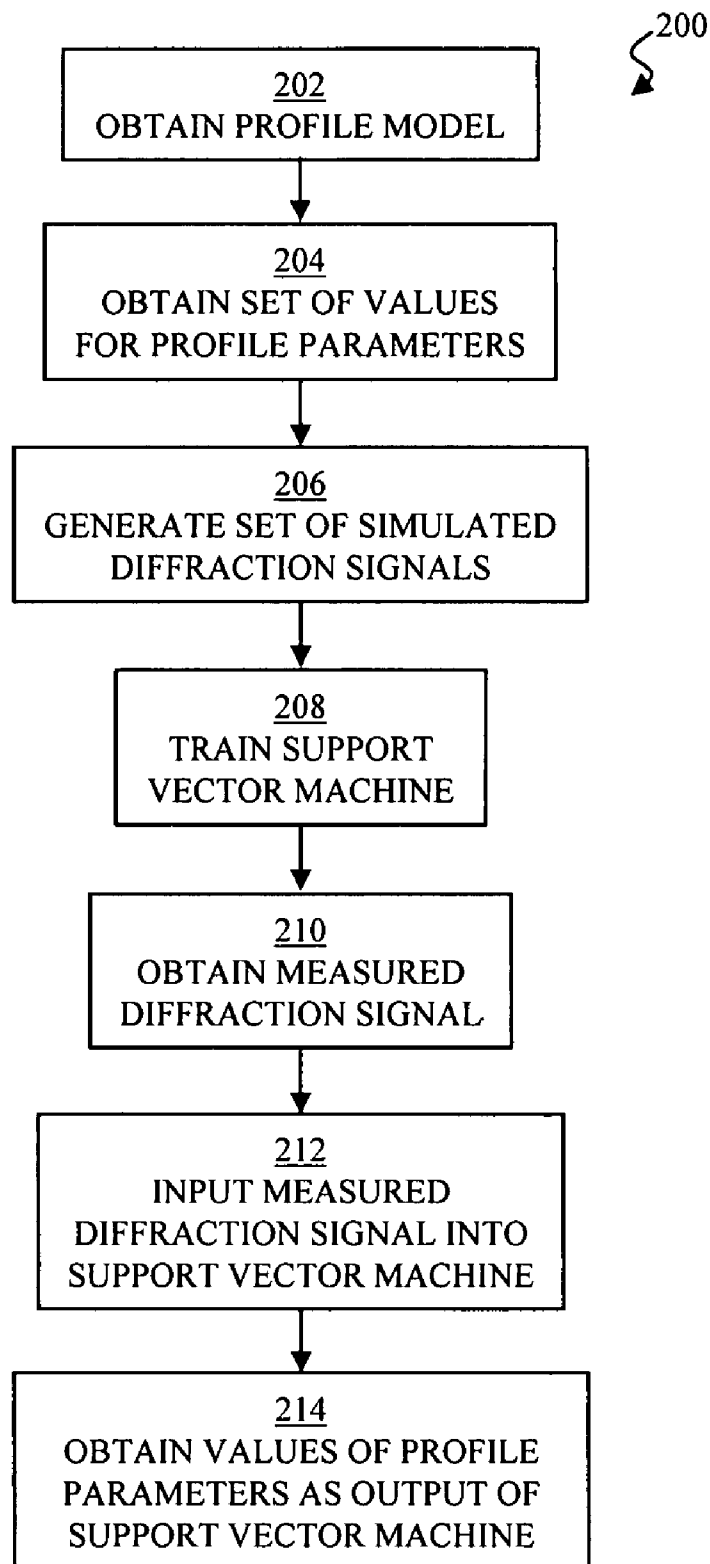 200
202
OBTAIN PROFILE MODEL
204
OBTAIN SET OF VALUES
FOR PROFILE PARAMETERS
206
GENERATE SET OF SIMULATED
DIFFRACTION SIGNALS
208
TRAIN SUPPORT
VECTOR MACHINE
210
OBTAIN MEASURED
DIFFRACTION SIGNAL
212
INPUT MEASURED
DIFFRACTION SIGNAL INTO
SUPPORT VECTOR MACHINE
214
OBTAIN VALUES OF PROFILE
PARAMETERS AS OUTPUT OF
SUPPORT VECTOR MACHINE